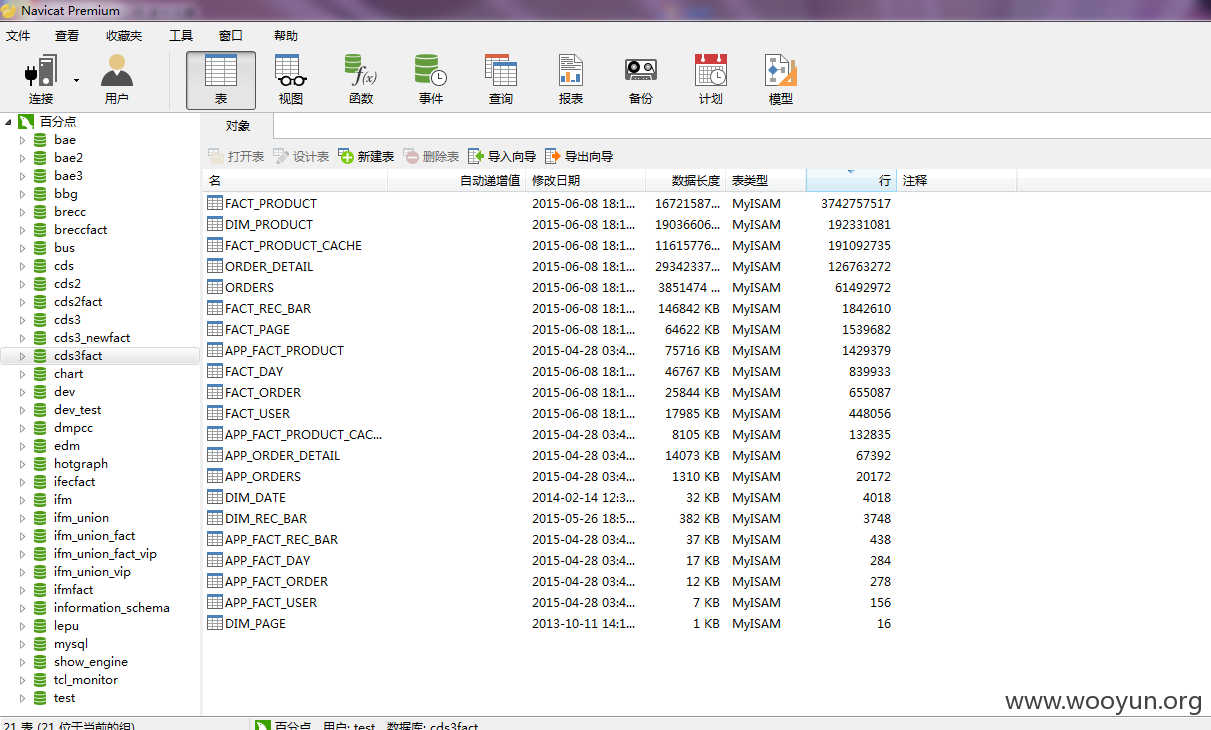 Navicat Premium
文件 查看 收藏夹 工具 窗口 帮助
连接 用户 表 视图 函数 事件 查询 报表 备份 计划 模型
百分点
bae
bae2
bae3
bbg
brecc
breccfact
bus
cds
cds2
cds2fact
cds3
cds3_newfact
cds3fact
chart
dev
dev_test
dmpcc
edm
hotgraph
ifecfact
ifm
ifm_union
ifm_union_fact
ifm_union_fact_vip
ifm_union_vip
ifmfact
information_schema
lepu
mysql
show_engine
tcl_monitor
test
对象
打开表 设计表 新建表 删除表 导入向导 导出向导
名 自动递增值 修改日期 数据长度 表类型 行 注释
FACT_PRODUCT 2015-06-08 18:1... 16721587... MyISAM 3742757517
DIM_PRODUCT 2015-06-08 18:1... 19036606... MyISAM 192331081
FACT_PRODUCT_CACHE 2015-06-08 18:1... 11615776... MyISAM 191092735
ORDER_DETAIL 2015-06-08 18:1... 29342337... MyISAM 126763272
ORDERS 2015-06-08 18:1... 3851474 ... MyISAM 61492972
FACT_REC_BAR 2015-06-08 18:1... 146842 KB MyISAM 1842610
FACT_PAGE 2015-06-08 18:1... 64622 KB MyISAM 1539682
APP_FACT_PRODUCT 2015-04-28 03:4... 75716 KB MyISAM 1429379
FACT_DAY 2015-06-08 18:1... 46767 KB MyISAM 839933
FACT_ORDER 2015-06-08 18:1... 25844 KB MyISAM 655087
FACT_USER 2015-06-08 18:1... 17985 KB MyISAM 448056
APP_FACT_PRODUCT_CAC... 2015-04-28 03:4... 8105 KB MyISAM 132835
APP_ORDER_DETAIL 2015-04-28 03:4... 14073 KB MyISAM 67392
APP_ORDERS 2015-04-28 03:4... 1310 KB MyISAM 20172
DIM_DATE 2014-02-14 12:3... 32 KB MyISAM 4018
DIM_REC_BAR 2015-05-26 18:5... 382 KB MyISAM 3748
APP_FACT_REC_BAR 2015-04-28 03:4... 37 KB MyISAM 438
APP_FACT_DAY 2015-04-28 03:4... 17 KB MyISAM 284
APP_FACT_ORDER 2015-04-28 03:4... 12 KB MyISAM 278
APP_FACT_USER 2015-04-28 03:4... 7 KB MyISAM 156
DIM_PAGE 2013-10-11 14:1... 1 KB MyISAM 16
www.wooyun.org
21 表 (21 位于当前的组) 百分点 用户: test 数据库: cds3fact